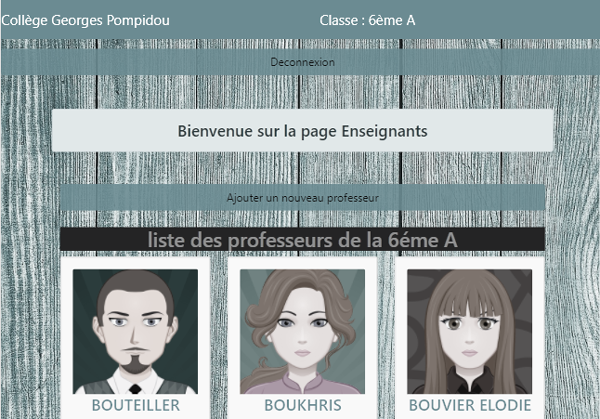 Collège Georges Pompidou Classe : 6ème A
Deconnexion
Bienvenue sur la page Enseignants
Ajouter un nouveau professeur
liste des professeurs de la 6éme A
BOUTEILLER BOUKHRIS BOUVIER ELODIE